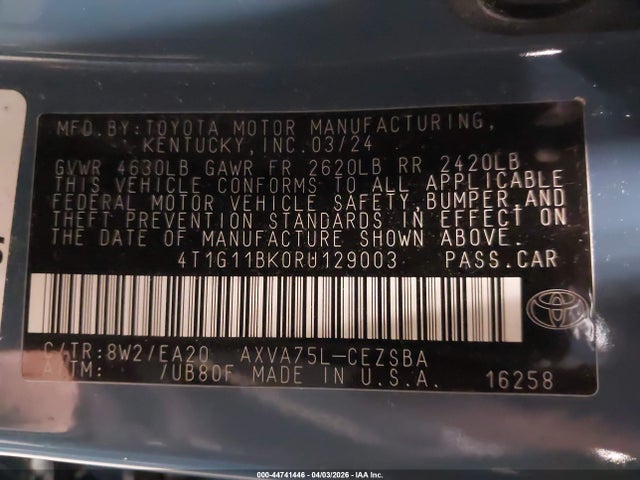 MFD.BY:TOYOTA MOTOR MANUFACTURING,
KENTUCKY,INC.03/24
GVWR 4630LB GAWR FR 2620LB RR 2420LB
THIS VEHICLE CONFORMS TO ALL APPLICABLE
FEDERAL MOTOR VEHICLE SAFETY,BUMPER,AND
THEFT PREVENTION STANDARDS IN EFFECT ON
THE DATE OF MANUFACTURE SHOWN ABOVE.
4T1G11BK0RU129003 PASS.CAR
C/TR:8W2/EA20 AXVA75L-CEZSBA
A/TM: /UB80F MADE IN U.S.A. 16258
000-44741446 - 04/03/2026 - IAA Inc.